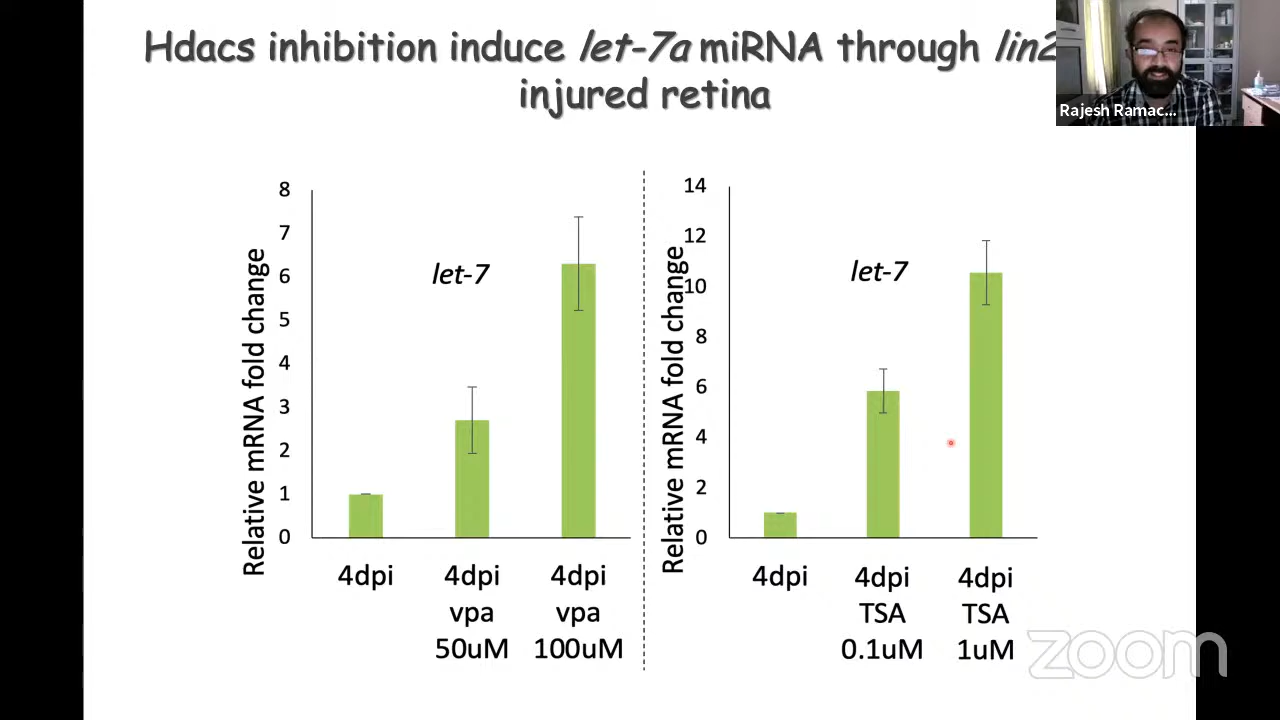 Hdacs inhibition induce let-7a miRNA through
injured retina
Rajesh Ramac...
8
7
6
5
4
3
2
1
0
Relative mRNA fold change
let-7
4dpi
4dpi
vpa
50uM
4dpi
vpa
100uM
14
12
10
8
6
4
2
0
Relative mRNA fold change
let-7
4dpi
4dpi
TSA
0.1uM
4dpi
TSA
1uM
zoom